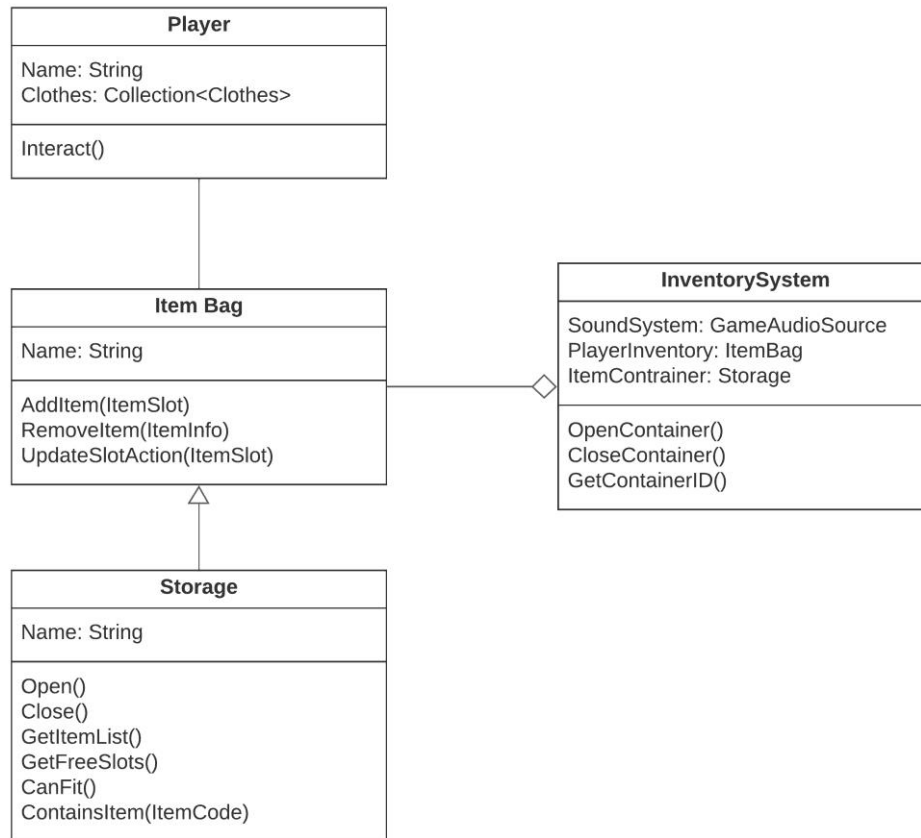 Player
Name: String
Clothes: Collection<Clothes>
Interact()
Item Bag
Name: String
AddItem(ItemSlot)
RemoveItem(ItemInfo)
UpdateSlotAction(ItemSlot)
InventorySystem
SoundSystem: GameAudioSource
PlayerInventory: ItemBag
ItemContrainer: Storage
OpenContainer()
CloseContainer()
GetContainerID()
Storage
Name: String
Open()
Close()
GetItemList()
GetFreeSlots()
CanFit()
ContainsItem(ItemCode)